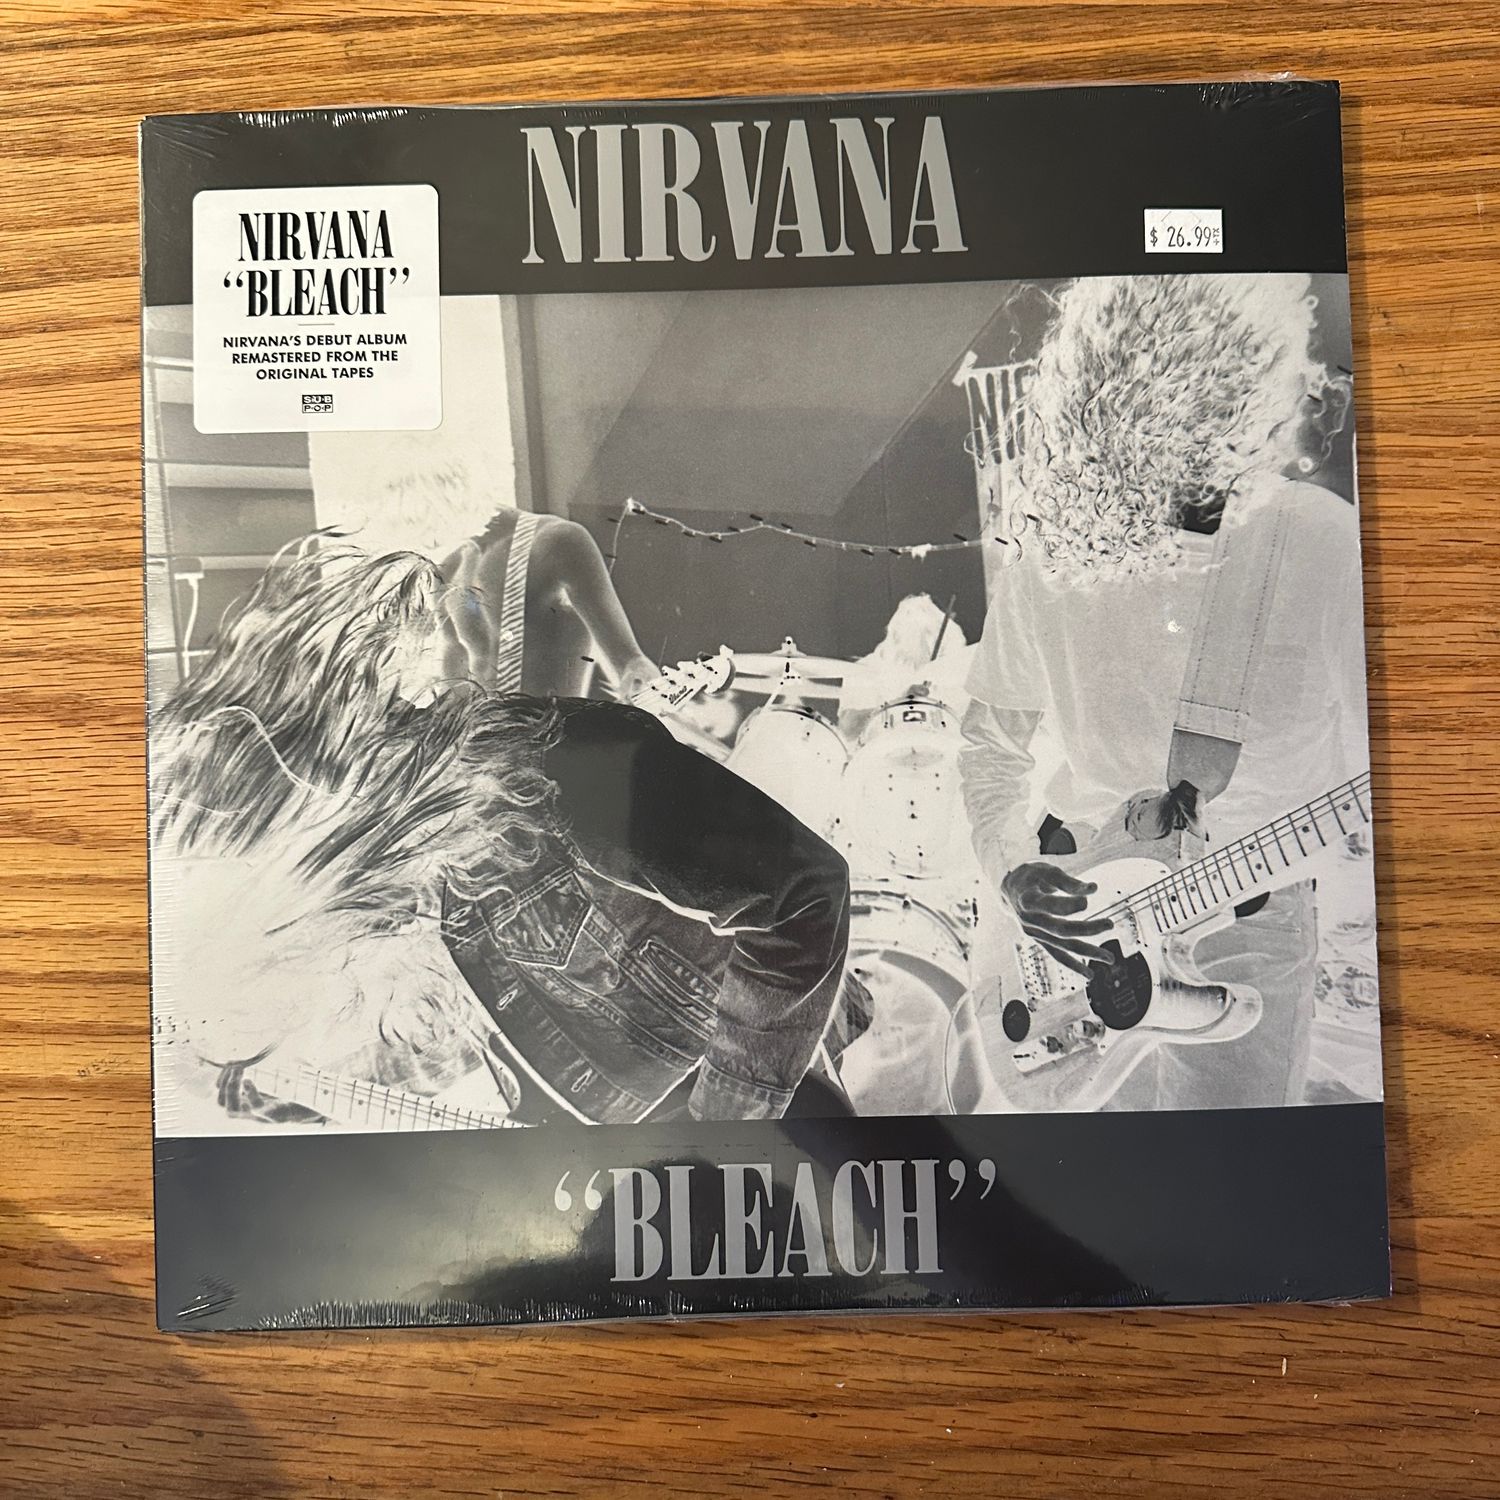 NIRVANA
NIRVANA
“BLEACH”
NIRVANA'S DEBUT ALBUM
REMASTERED FROM THE
ORIGINAL TAPES
SUB
POP
$ 26.99
“BLEACH”